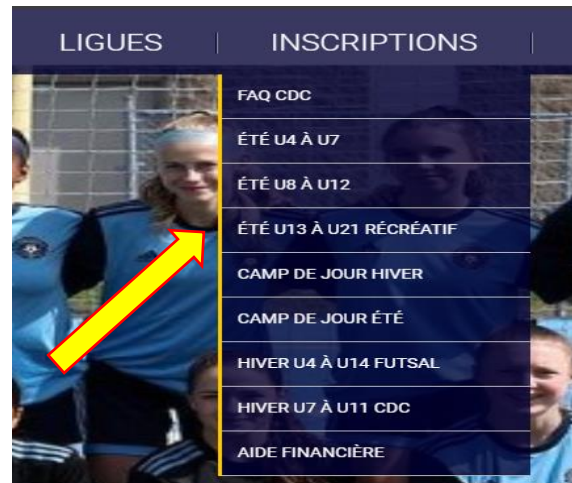 LIGUES | INSCRIPTIONS |
FAQ CDC
ÉTÉ U4 À U7
ÉTÉ U8 À U12
ÉTÉ U13 À U21 RÉCRÉATIF
CAMP DE JOUR HIVER
CAMP DE JOUR ÉTÉ
HIVER U4 À U14 FUTSAL
HIVER U7 À U11 CDC
AIDE FINANCIÈRE